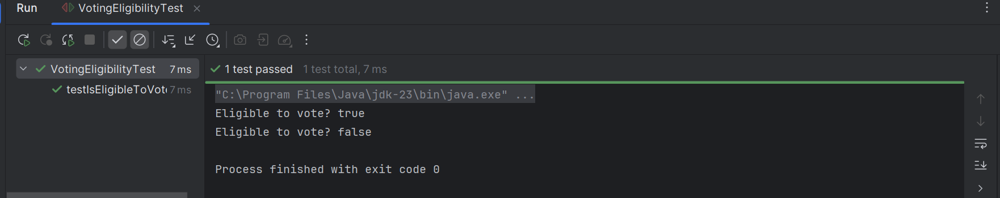 Run VotingEligibilityTest
VotingEligibilityTest 7 ms
testIsEligibleToVot 7 ms
1 test passed 1 test total, 7 ms
"C:\Program Files\Java\jdk-23\bin\java.exe" ...
Eligible to vote? true
Eligible to vote? false
Process finished with exit code 0